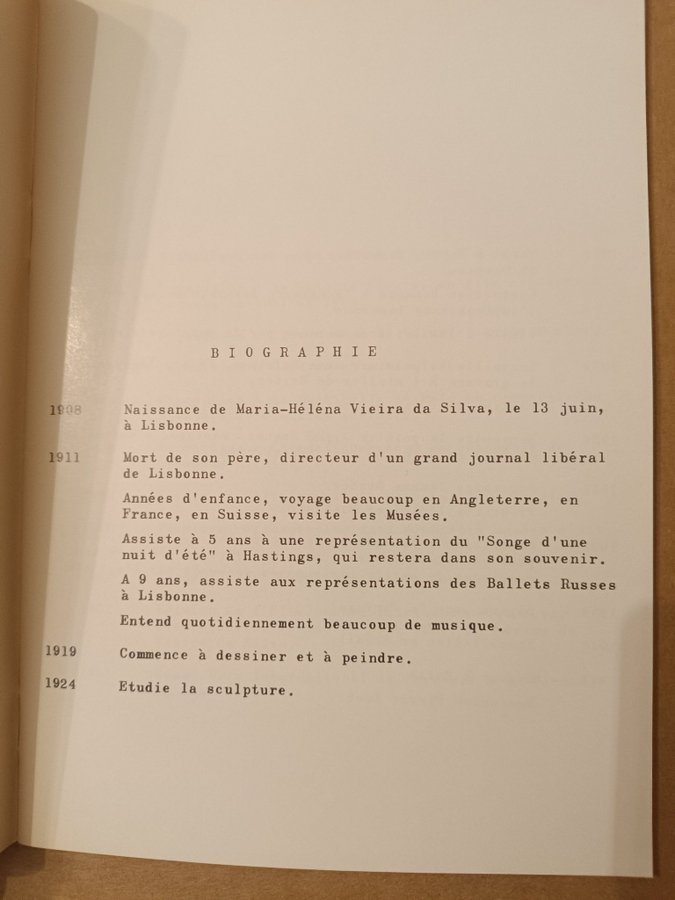 BIOGRAPHIE
1908 Naissance de Maria-Héléna Vieira da Silva, le 13 juin,
à Lisbonne.
1911 Mort de son père, directeur d'un grand journal libéral
de Lisbonne.
Années d'enfance, voyage beaucoup en Angleterre, en
France, en Suisse, visite les Musées.
Assiste à 5 ans à une représentation du "Songe d'une
nuit d'été" à Hastings, qui restera dans son souvenir.
A 9 ans, assiste aux représentations des Ballets Russes
à Lisbonne.
Entend quotidiennement beaucoup de musique.
1919 Commence à dessiner et à peindre.
1924 Etudie la sculpture.